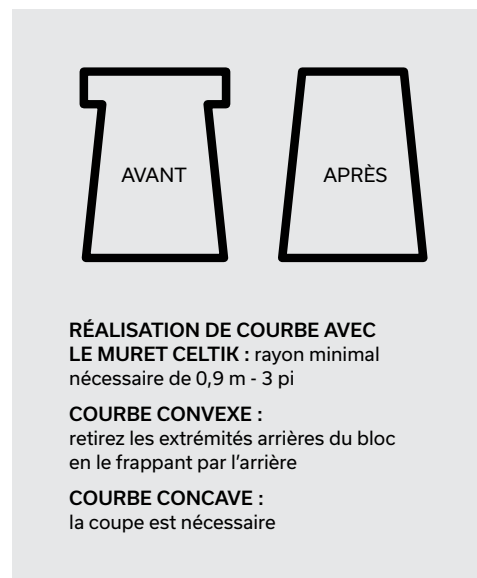 AVANT APRÈS
RÉALISATION DE COURBE AVEC
LE MURET CELTIK : rayon minimal
nécessaire de 0,9 m - 3 pi
COURBE CONVEXE :
retirez les extrémités arrières du bloc
en le frappant par l’arrière
COURBE CONCAVE :
la coupe est nécessaire